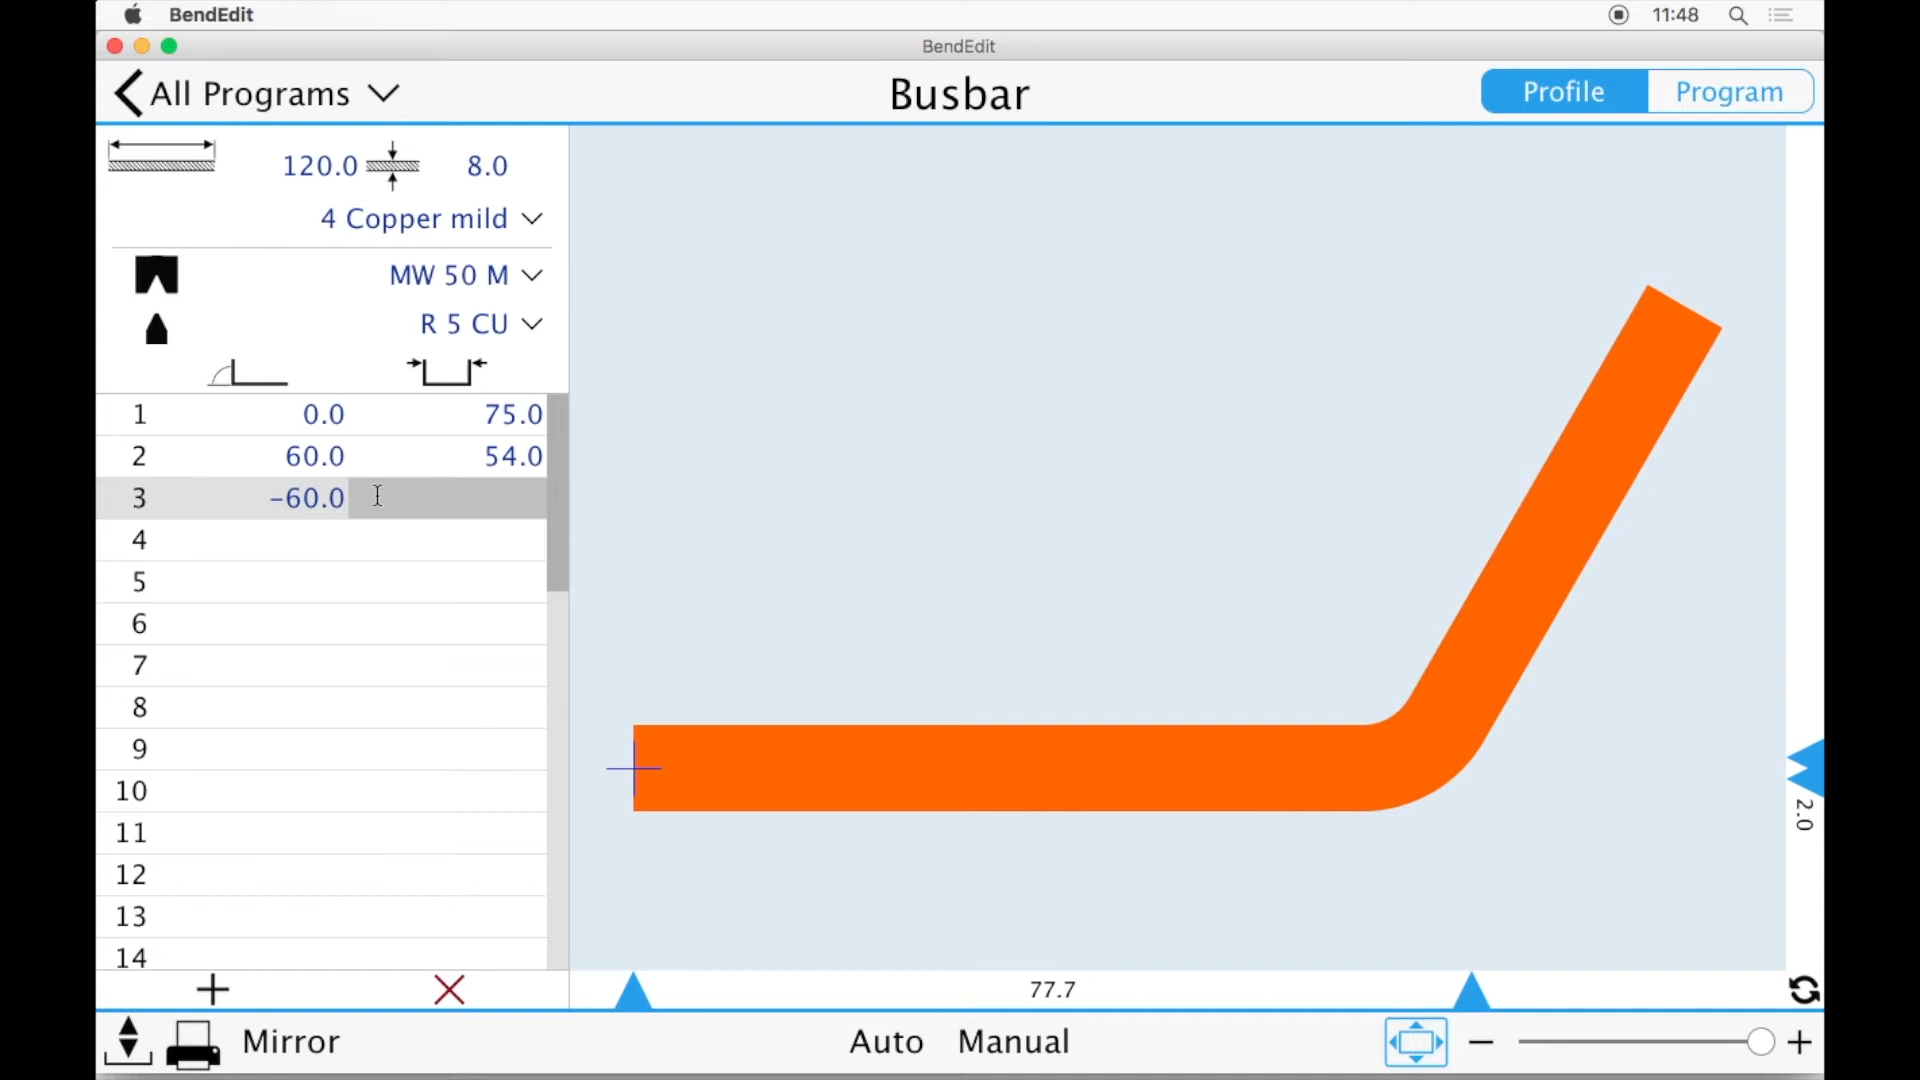 BendEdit
11:48
BendEdit
All Programs
Busbar
Profile
Program
120.0
8.0
4 Copper mild
MW 50 M
R 5 CU
1 0.0 75.0
2 60.0 54.0
3 -60.0
4
5
6
7
8
9
10
11
12
13
14
2.0
77.7
Mirror
Auto
Manual